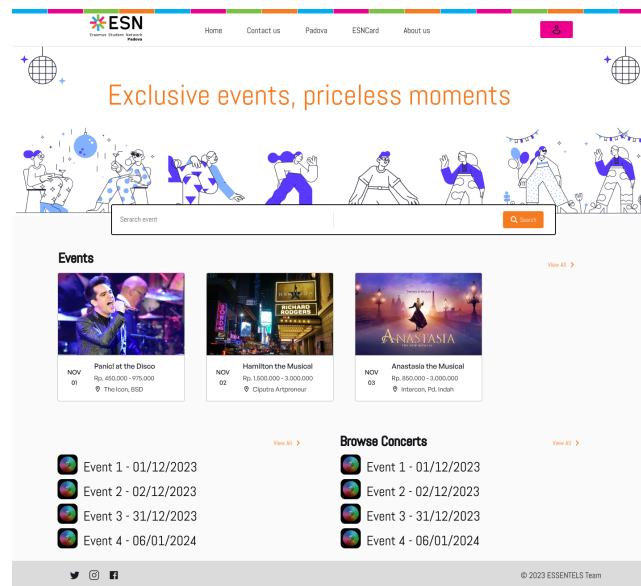 ESN
Erasmus Student Network
Padova
Home
Contact us
Padova
ESNCard
About us
Exclusive events, priceless moments
Serarch event
Search
Events
View All
HAMILTON
RICHARD
RODGERS
ANASTASIA
NOV
01
Panic! at the Disco
Rp. 450.000 - 975.000
The Icon, BSD
NOV
02
Hamilton the Musical
Rp. 1.500.000 - 3.000.000
Ciputra Artpreneur
NOV
03
Anastasia the Musical
Rp. 850.000 - 3.000.000
Intercon, Pd. Indah
View All
Event 1 - 01/12/2023
Event 2 - 02/12/2023
Event 3 - 31/12/2023
Event 4 - 06/01/2024
Browse Concerts
View All
Event 1 - 01/12/2023
Event 2 - 02/12/2023
Event 3 - 31/12/2023
Event 4 - 06/01/2024
© 2023 ESSENTELS Team